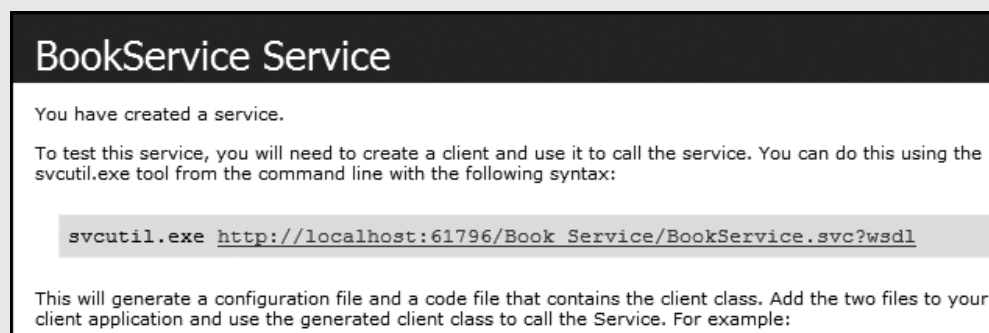 BookService Service
You have created a service.
To test this service, you will need to create a client and use it to call the service. You can do this using the
svcutil.exe tool from the command line with the following syntax:
svcutil.exe http://localhost:61796/Book_Service/BookService.svc?wsdl
This will generate a configuration file and a code file that contains the client class. Add the two files to your
client application and use the generated client class to call the Service. For example: